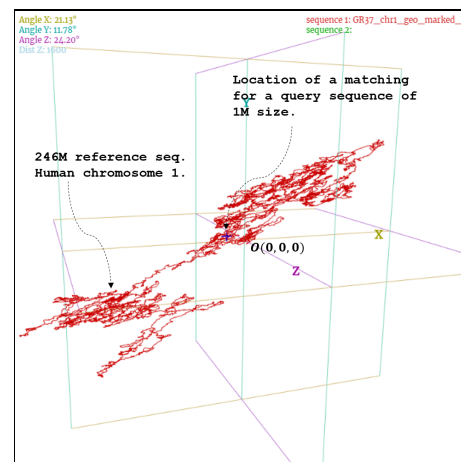 Angle X: 21.13°
Angle Y: 11.78°
Angle Z: 24.20°
Dist Z: 1600
sequence 1: GR37_chr1_geo_marked_
sequence 2:
Location of a matching
for a query sequence of
1M size.
Y
246M reference seq.
Human chromosome 1.
X
O(0,0,0)
Z